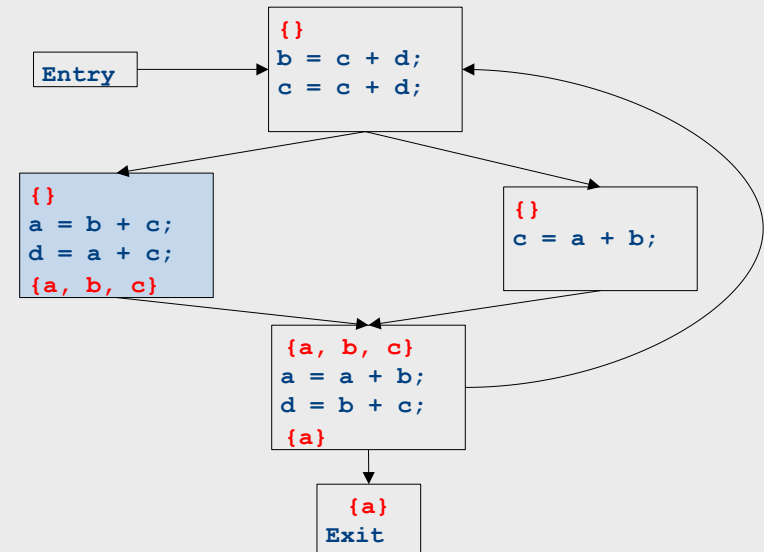 {}
b = c + d;
c = c + d;
Entry
{}
a = b + c;
d = a + c;
{a, b, c}
{}
c = a + b;
{a, b, c}
a = a + b;
d = b + c;
{a}
{a}
Exit